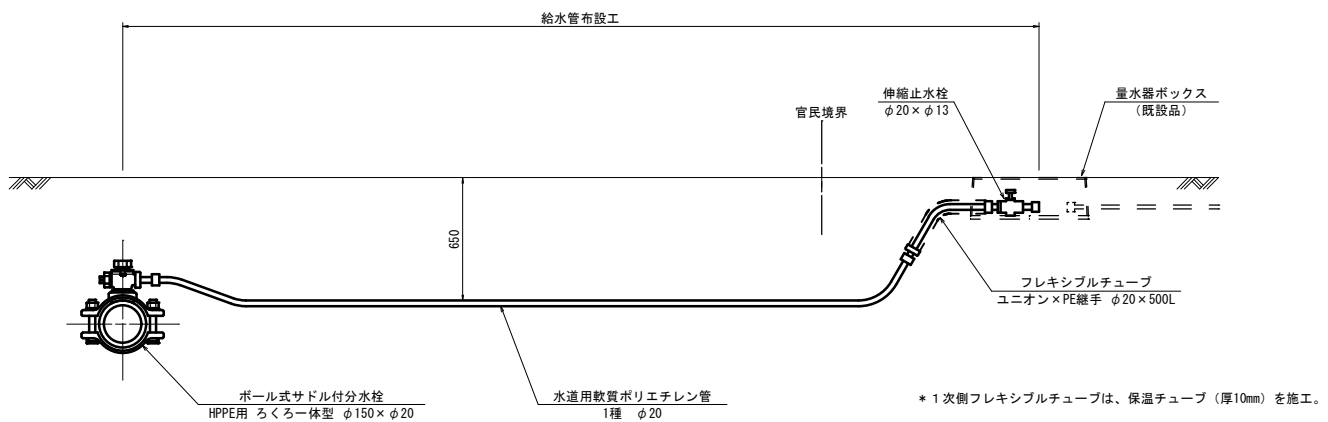 給水管布設工
伸縮止水栓
φ20×φ13
量水器ボックス
(既設品)
官民境界
650
フレキシブルチューブ
ユニオン×PE継手 φ20×500L
ボール式サドル付分水栓
HPPE用 ろくろ一体型 φ150×φ20
水道用軟質ポリエチレン管
1種 φ20
*1次側フレキシブルチューブは、保温チューブ(厚10mm)を施工。